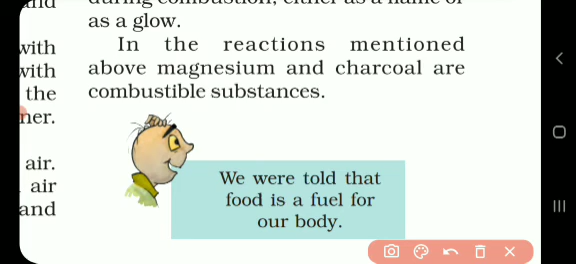 as a glow.
with
In the reactions mentioned
with
above magnesium and charcoal are
the
combustible substances.
air.
We were told that
air
food is a fuel for
and
our body.